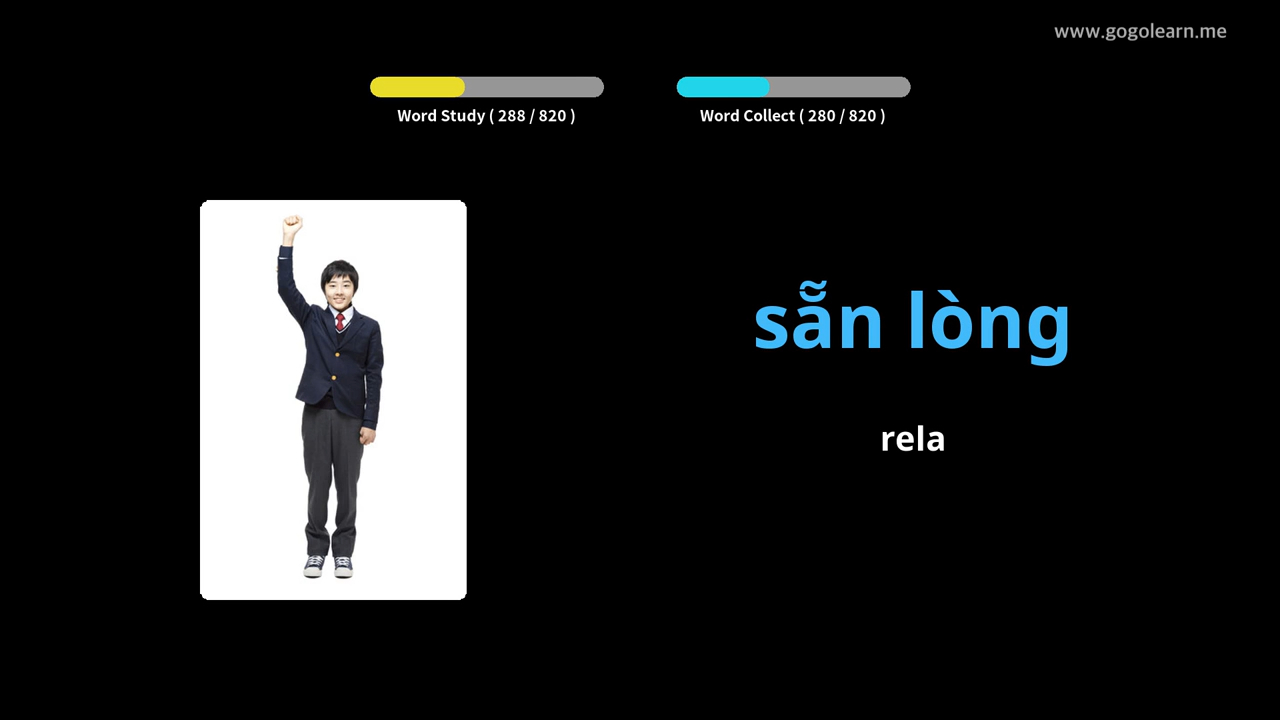 www.gogolearn.me
Word Study ( 288 / 820 )
Word Collect ( 280 / 820 )
sẵn lòng
rela